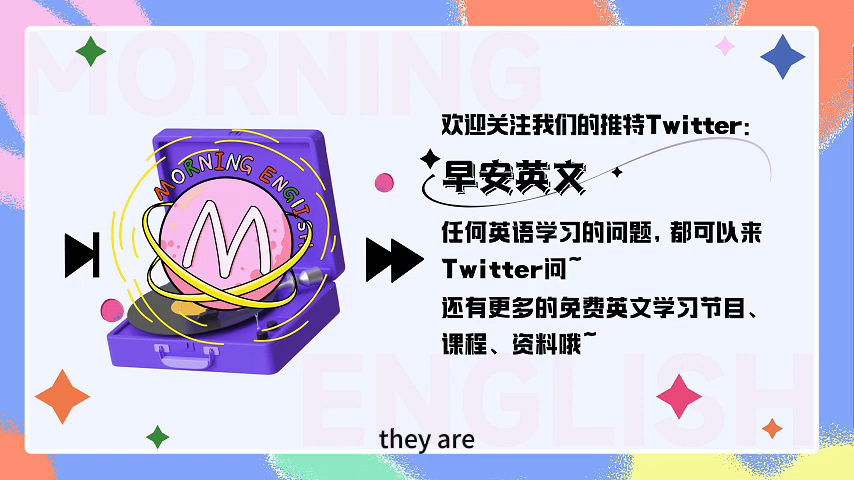 MORNING
欢迎关注我们的推特Twitter:
早安英文
MORNING ENGLISH
M
任何英语学习的问题, 都可以来
Twitter问~
还有更多的免费英文学习节目、
课程、资料哦~
ENGLISH
they are